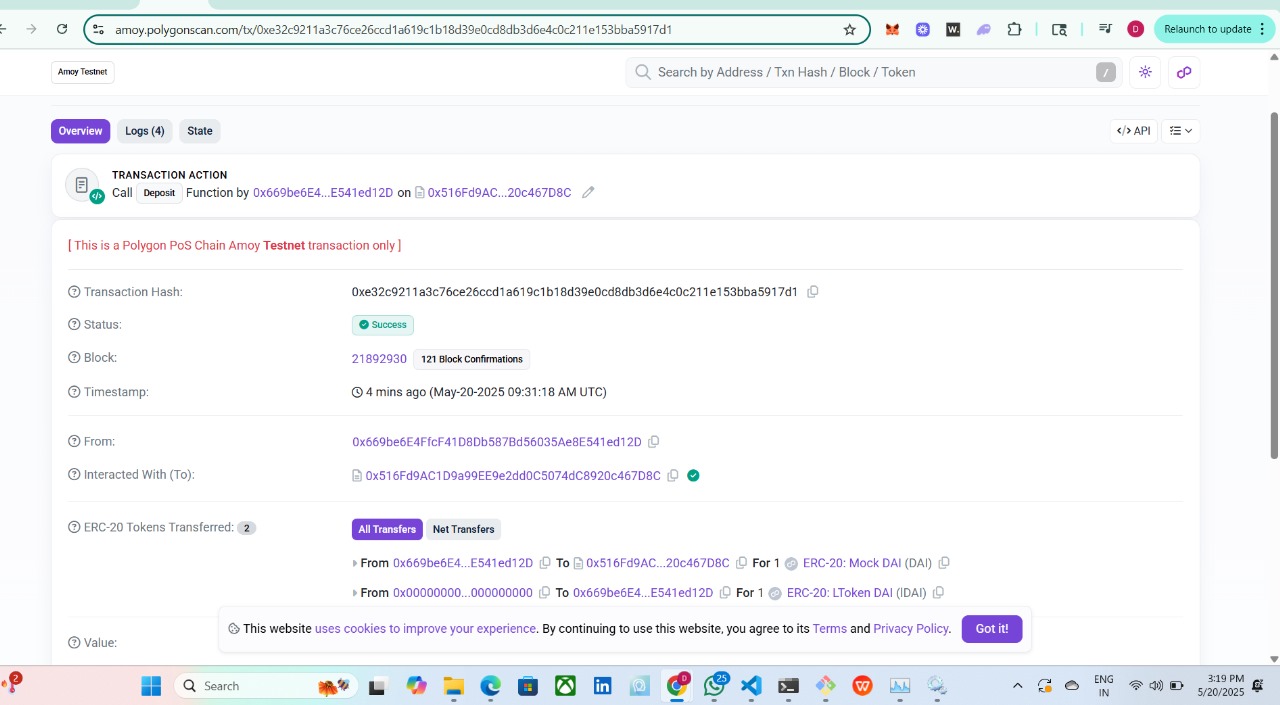 amoy.polygonscan.com/tx/0xe32c9211a3c76ce26ccd1a619c1b18d39e0cd8db3d6e4c0c211e153bba5917d1
W.
D
Relaunch to update
Amoy Testnet
Search by Address / Txn Hash / Block / Token
/
Overview
Logs (4)
State
</> API
TRANSACTION ACTION
Call Deposit Function by 0x669be6E4...E541ed12D on 0x516Fd9AC...20c467D8C
[ This is a Polygon PoS Chain Amoy Testnet transaction only ]
Transaction Hash:
0xe32c9211a3c76ce26ccd1a619c1b18d39e0cd8db3d6e4c0c211e153bba5917d1
Status:
Success
Block:
21892930
121 Block Confirmations
Timestamp:
4 mins ago (May-20-2025 09:31:18 AM UTC)
From:
0x669be6E4FfcF41D8Db587Bd56035Ae8E541ed12D
Interacted With (To):
0x516Fd9AC1D9a99EE9e2dd0C5074dC8920c467D8C
ERC-20 Tokens Transferred: 2
All Transfers
Net Transfers
From 0x669be6E4...E541ed12D To 0x516Fd9AC...20c467D8C For 1 ERC-20: Mock DAI (DAI)
From 0x00000000...000000000 To 0x669be6E4...E541ed12D For 1 ERC-20: LToken DAI (lDAI)
This website uses cookies to improve your experience. By continuing to use this website, you agree to its Terms and Privacy Policy.
Got it!
Value:
2
Search
D
25
ENG
IN
3:19 PM
5/20/2025